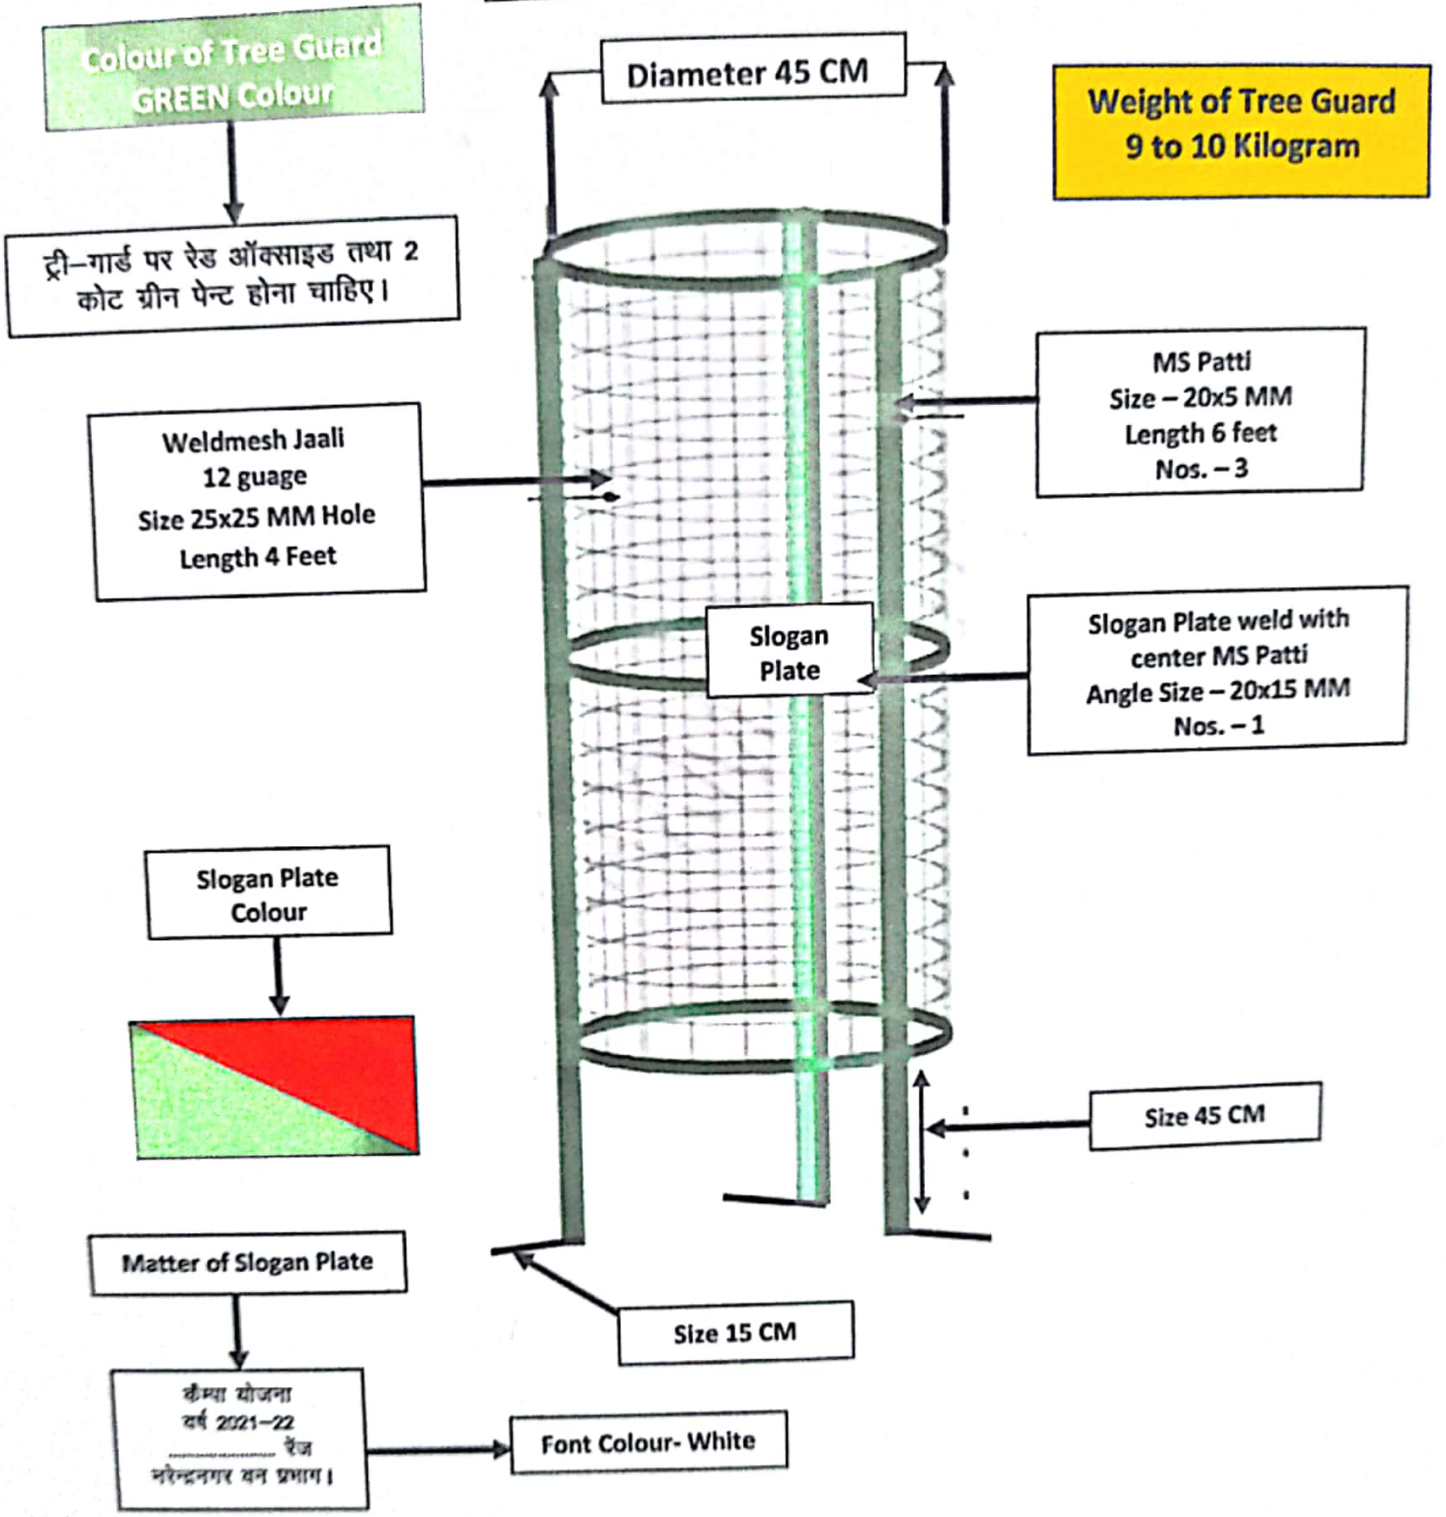 Colour of Tree Guard
GREEN Colour
Diameter 45 CM
Weight of Tree Guard
9 to 10 Kilogram
ट्री-गार्ड पर रेड ऑक्साइड तथा 2
कोट ग्रीन पेन्ट होना चाहिए।
MS Patti
Size – 20x5 MM
Length 6 feet
Nos. – 3
Weldmesh Jaali
12 guage
Size 25x25 MM Hole
Length 4 Feet
Slogan
Plate
Slogan Plate weld with
center MS Patti
Angle Size – 20x15 MM
Nos. – 1
Slogan Plate
Colour
Size 45 CM
Matter of Slogan Plate
Size 15 CM
कैम्पा योजना
वर्ष 2021-22
.................... रेंज
नरेन्द्रनगर वन प्रभाग।
Font Colour- White